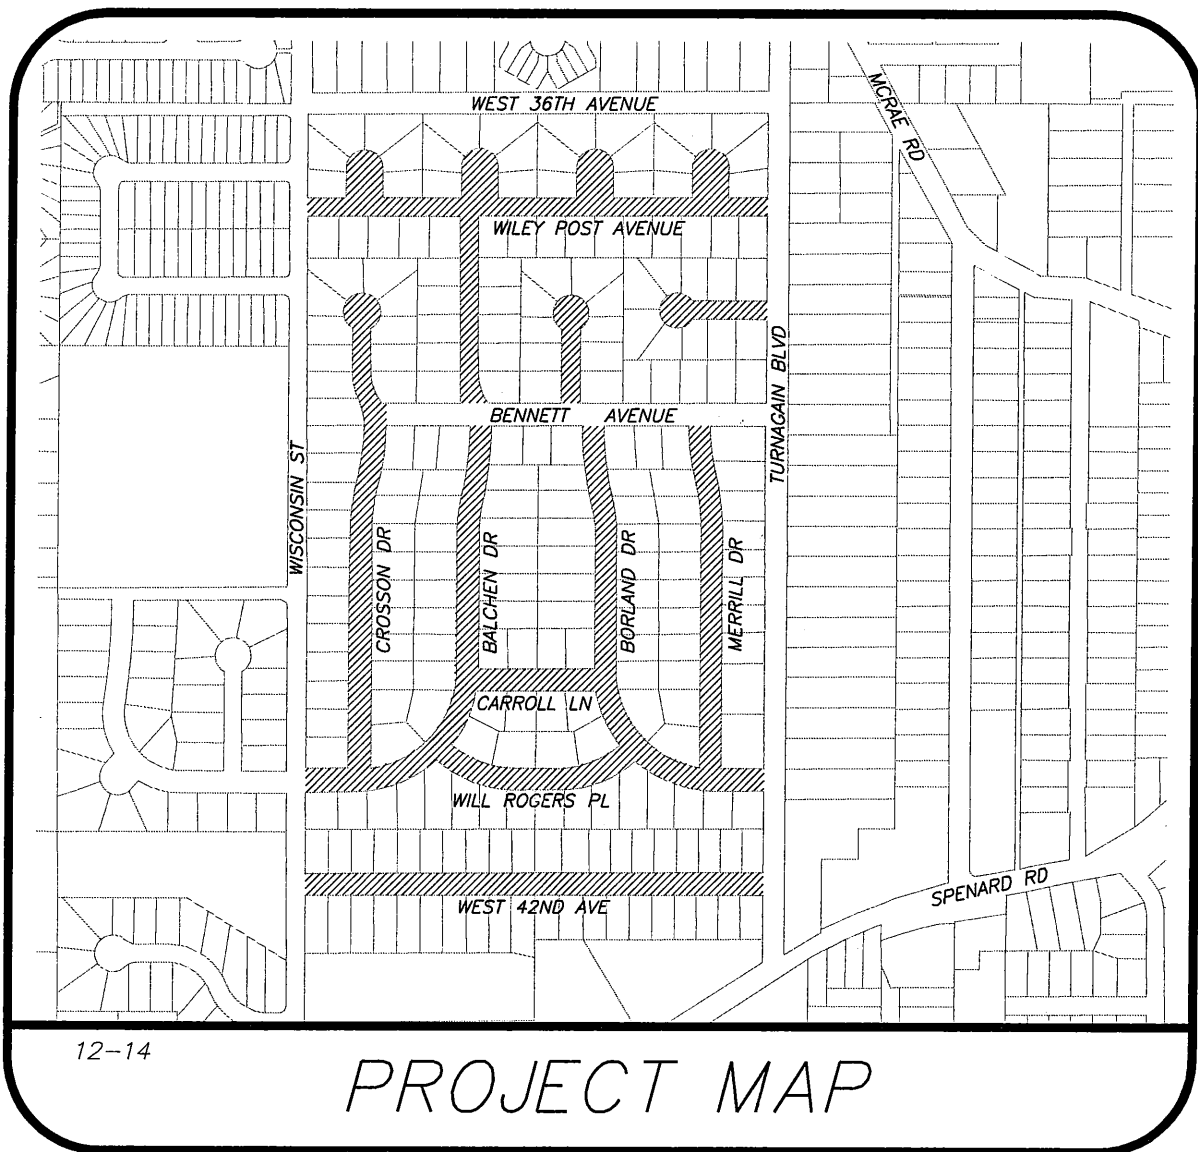 WEST 36TH AVENUE
MCRAE RD
WILEY POST AVENUE
TURNAGAIN BLVD
BENNETT AVENUE
WISCONSIN ST
CROSSON DR
BALCHEN DR
BORLAND DR
MERRILL DR
CARROLL LN
WILL ROGERS PL
SPENARD RD
WEST 42ND AVE
12-14
PROJECT MAP